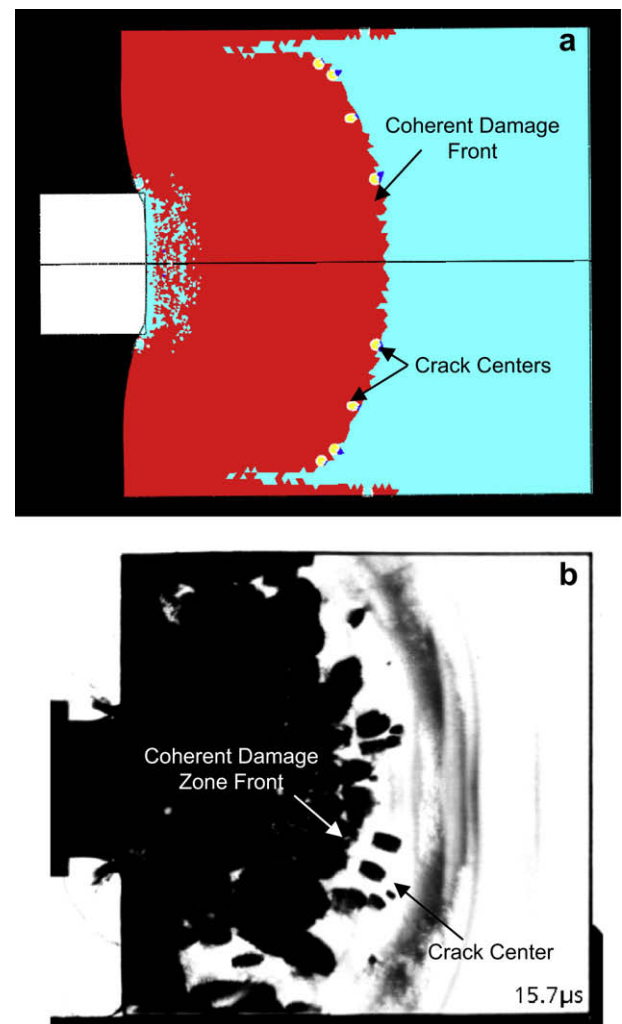 a
Coherent Damage
Front
Crack Centers
b
Coherent Damage
Zone Front
Crack Center
15.7µs